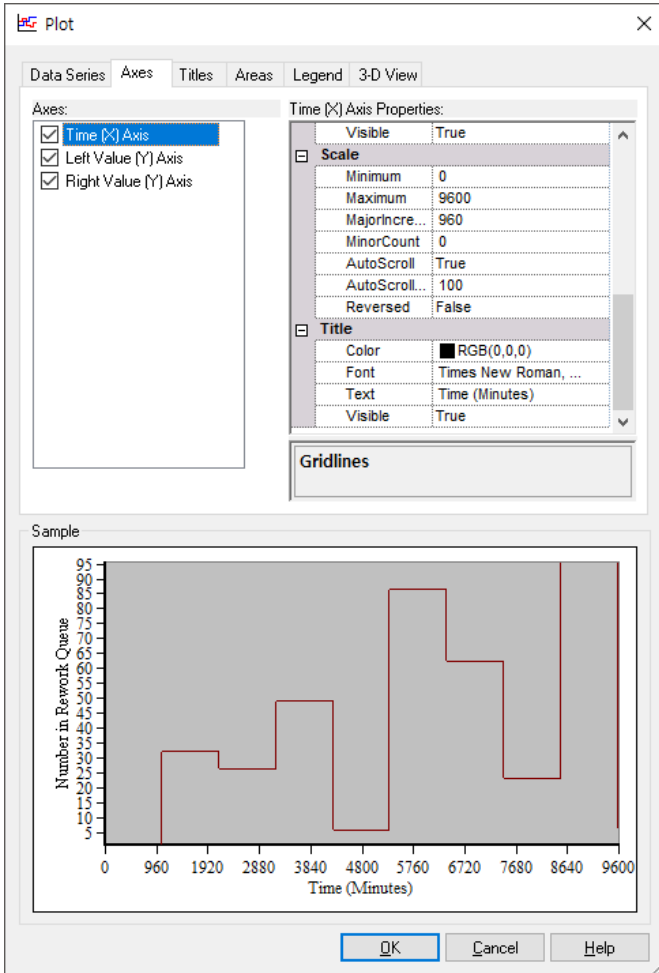 Plot
Data Series Axes Titles Areas Legend 3-D View
Axes:
Time (X) Axis
Left Value (Y) Axis
Right Value (Y) Axis
Time (X) Axis Properties:
Visible True
Scale
Minimum 0
Maximum 9600
MajorIncre... 960
MinorCount 0
AutoScroll True
AutoScroll... 100
Reversed False
Title
Color RGB(0,0,0)
Font Times New Roman, ...
Text Time (Minutes)
Visible True
Gridlines
Sample
Number in Rework Queue
95
90
85
80
75
70
65
60
55
50
45
40
35
30
25
20
15
10
5
0 960 1920 2880 3840 4800 5760 6720 7680 8640 9600
Time (Minutes)
OK Cancel Help